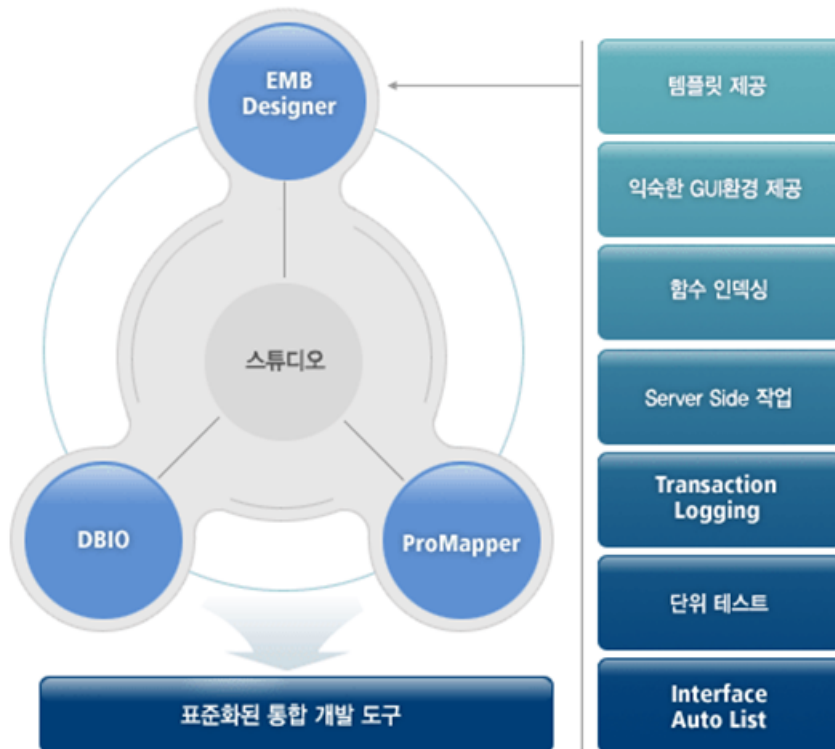 EMB
Designer
스튜디오
DBIO
ProMapper
표준화된 통합 개발 도구
템플릿 제공
익숙한 GUI환경 제공
함수 인덱싱
Server Side 작업
Transaction
Logging
단위 테스트
Interface
Auto List